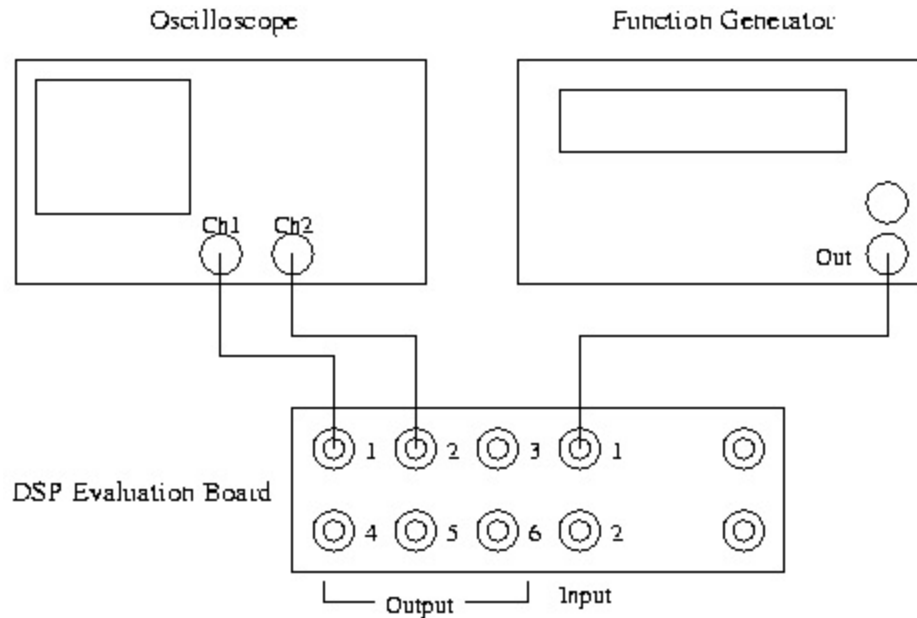 Oscilloscope
Function Generator
Ch1 Ch2
Out
1 2 3 1
DSP Evaluation Board
4 5 6 2
Output
Input